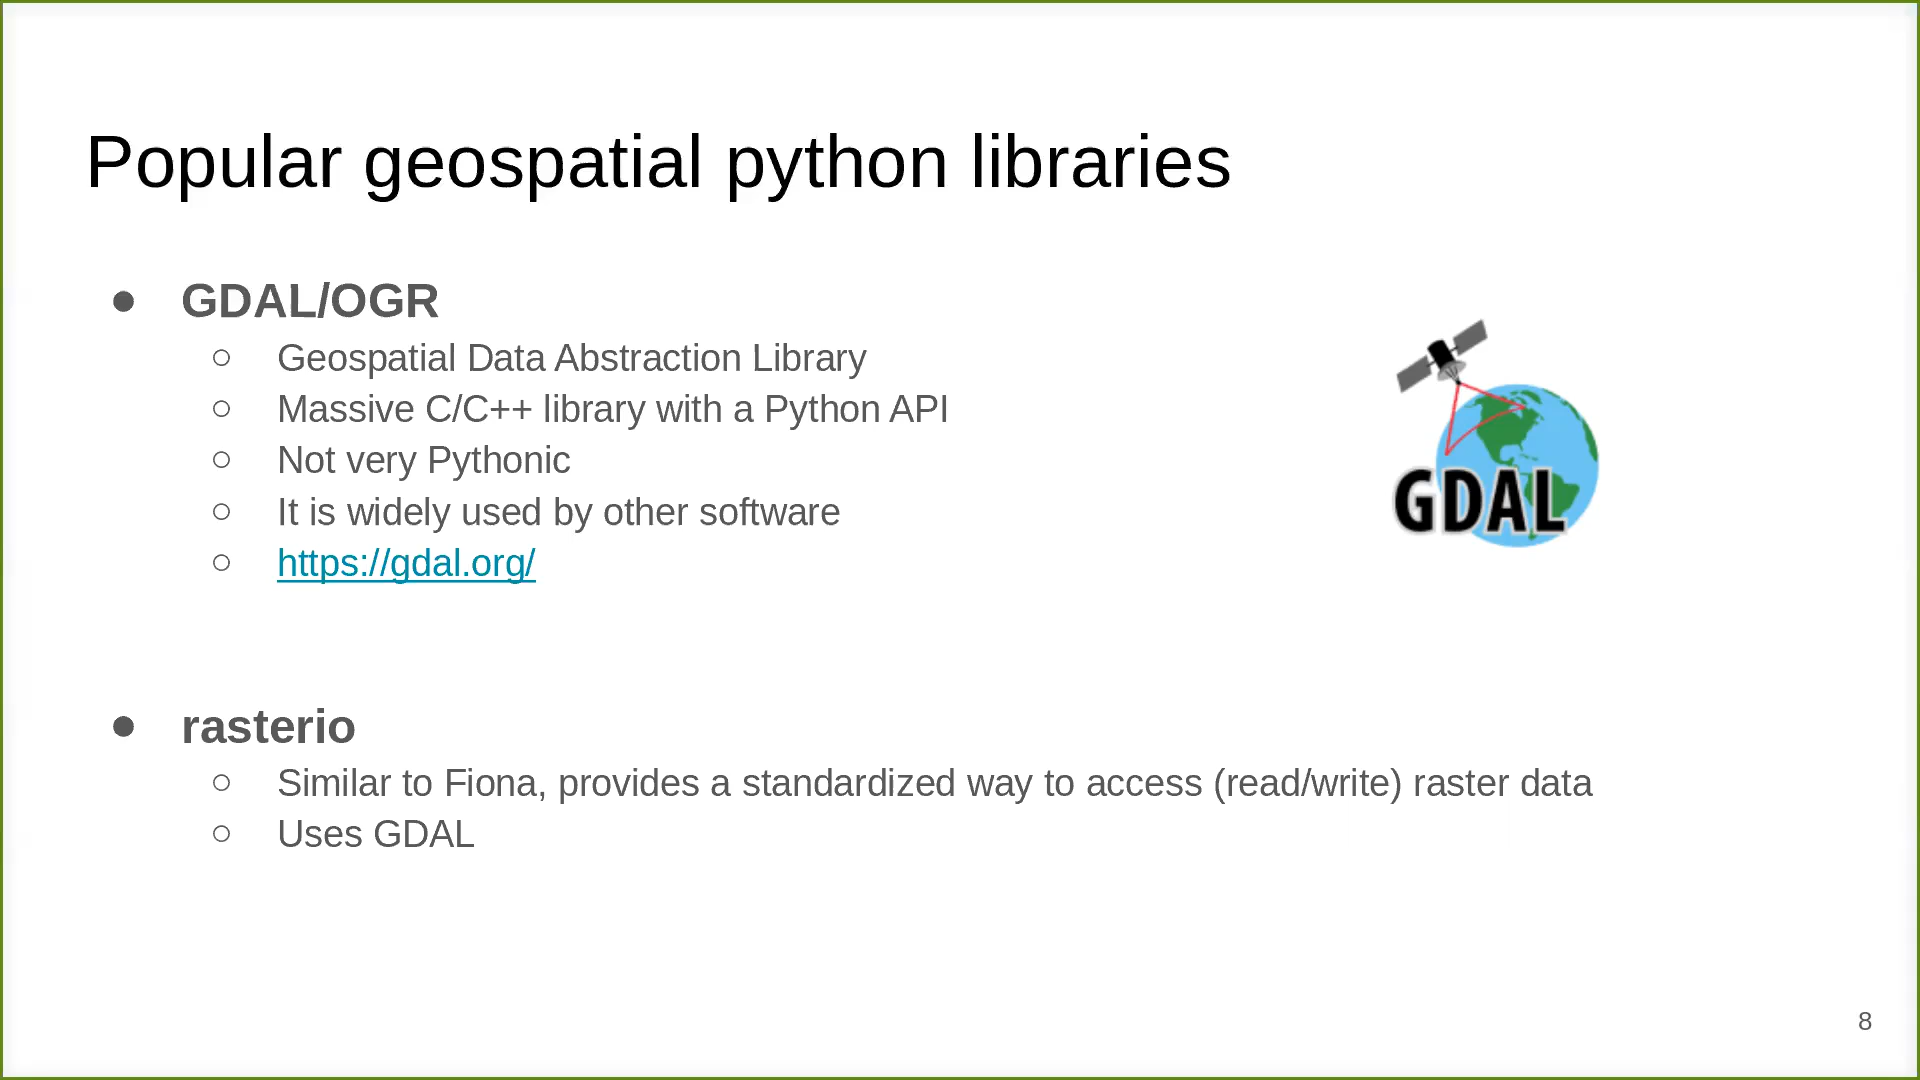 Popular geospatial python libraries
● GDAL/OGR
○ Geospatial Data Abstraction Library
○ Massive C/C++ library with a Python API
○ Not very Pythonic
○ It is widely used by other software
○ https://gdal.org/
GDAL
● rasterio
○ Similar to Fiona, provides a standardized way to access (read/write) raster data
○ Uses GDAL
8